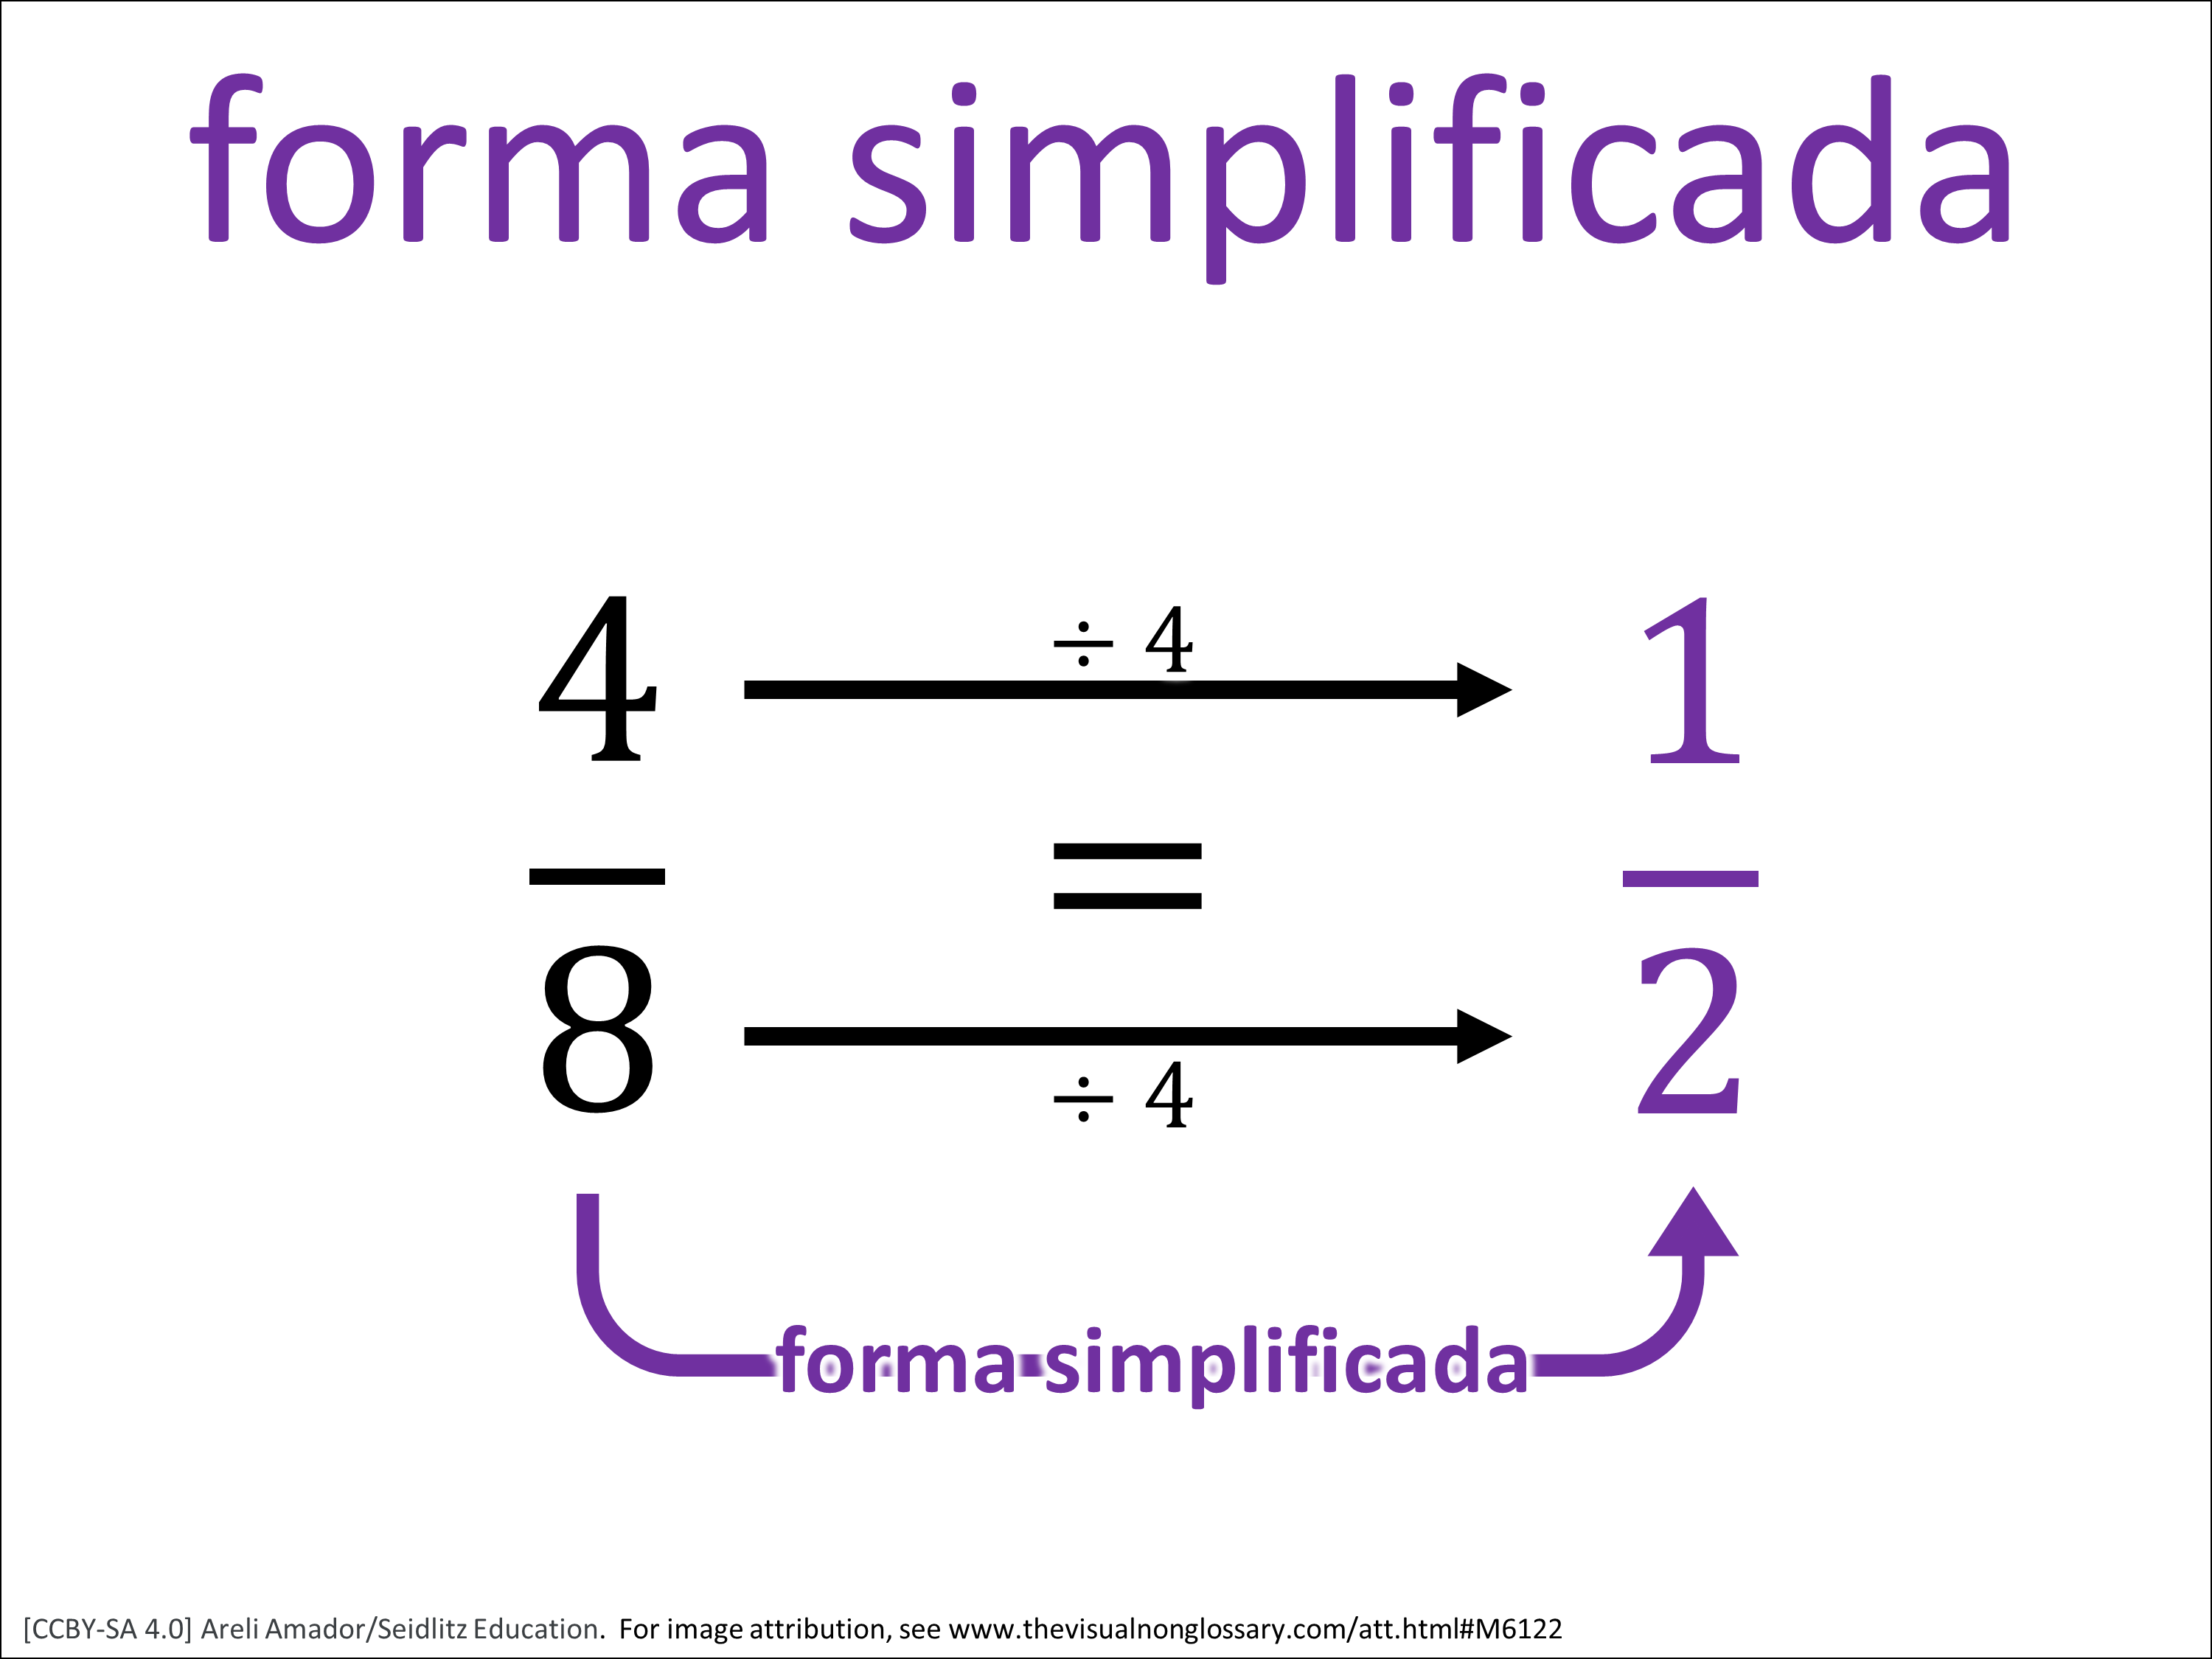 forma simplificada
÷ 4
4 1
=
8 2
÷ 4
forma simplificada
[CCBY-SA 4.0] Areli Amador/Seidlitz Education. For image attribution, see www.thevisualnonglossary.com/att.html#M6122